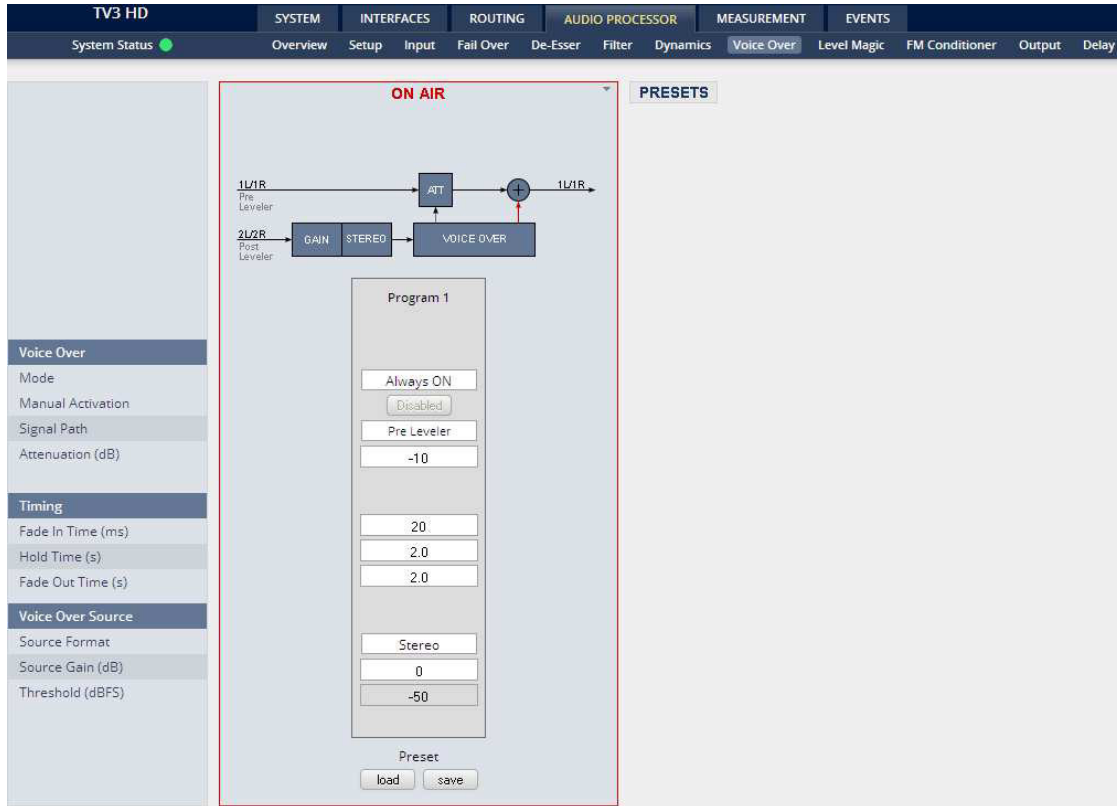 TV3 HD
SYSTEM INTERFACES ROUTING AUDIO PROCESSOR MEASUREMENT EVENTS
System Status
Overview Setup Input Fail Over De-Esser Filter Dynamics Voice Over Level Magic FM Conditioner Output Delay
ON AIR
PRESETS
1L/1R
Pre
Leveler
ATT
+
1L/1R
2L/2R
Post
Leveler
GAIN STEREO VOICE OVER
Program 1
Voice Over
Mode Always ON
Manual Activation Disabled
Signal Path Pre Leveler
Attenuation (dB) -10
Timing
Fade In Time (ms) 20
Hold Time (s) 2.0
Fade Out Time (s) 2.0
Voice Over Source
Source Format Stereo
Source Gain (dB) 0
Threshold (dBFS) -50
Preset
load save